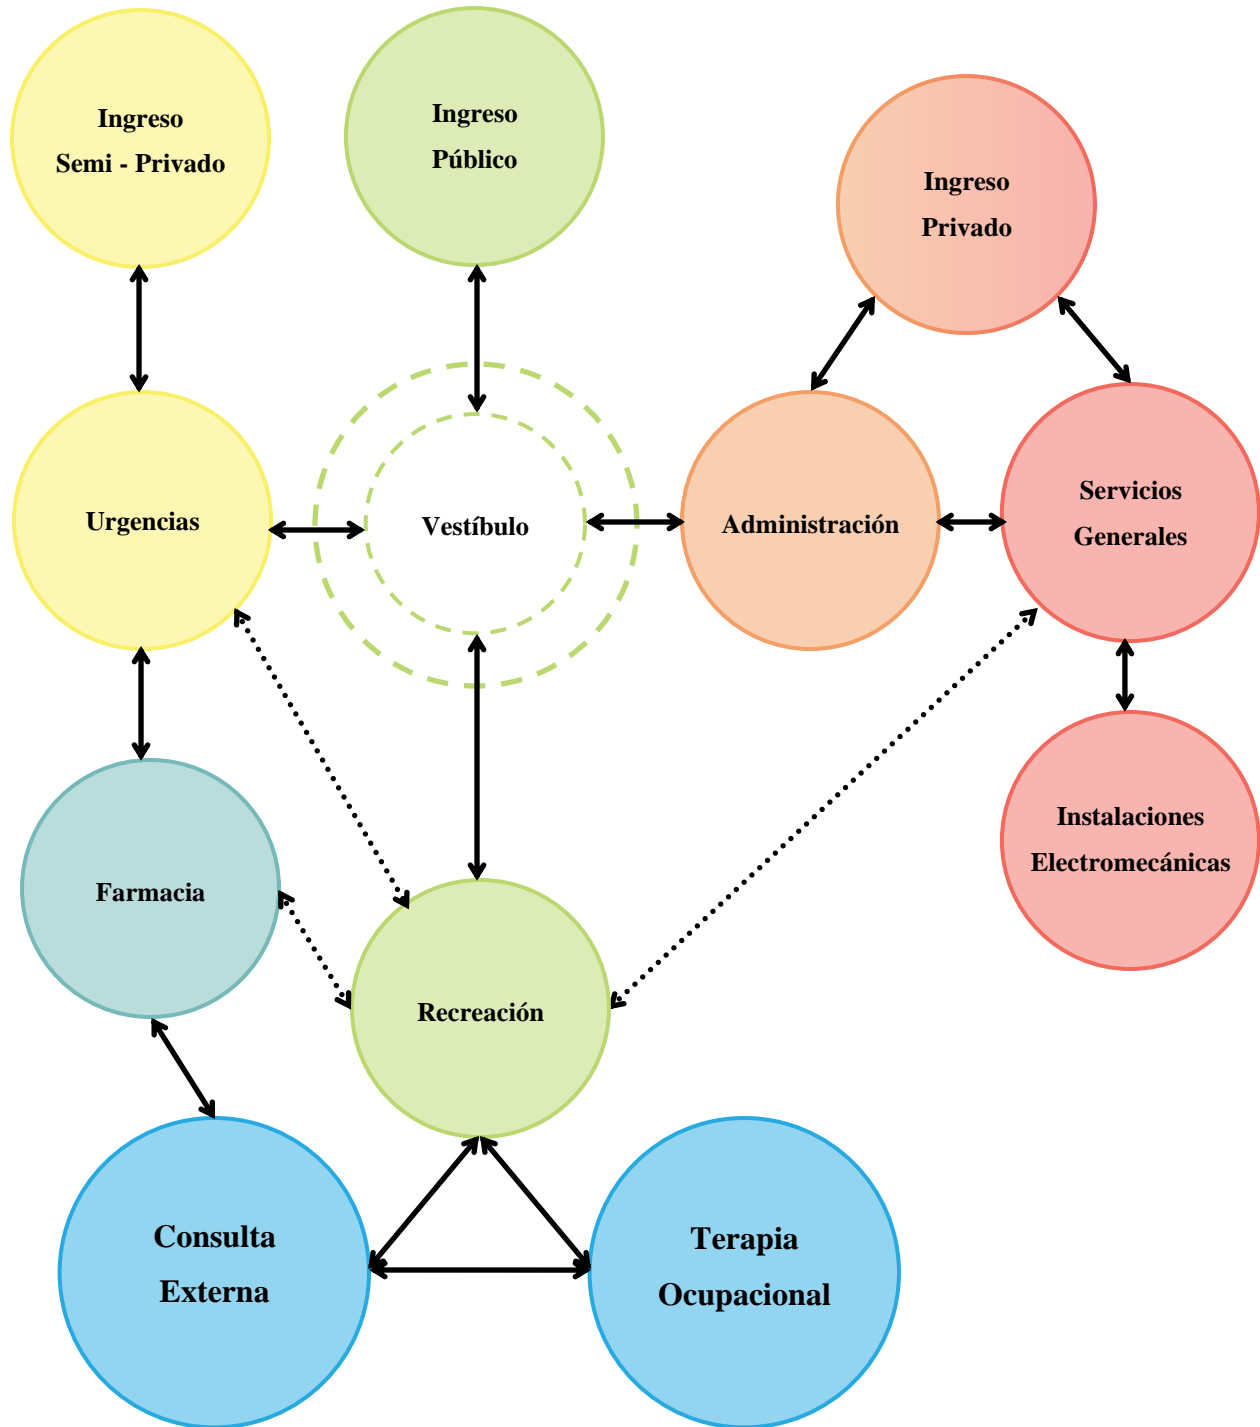 Ingreso
Semi - Privado
Ingreso
Público
Ingreso
Privado
Urgencias
Vestíbulo
Administración
Servicios
Generales
Farmacia
Recreación
Instalaciones
Electromecánicas
Consulta
Externa
Terapia
Ocupacional